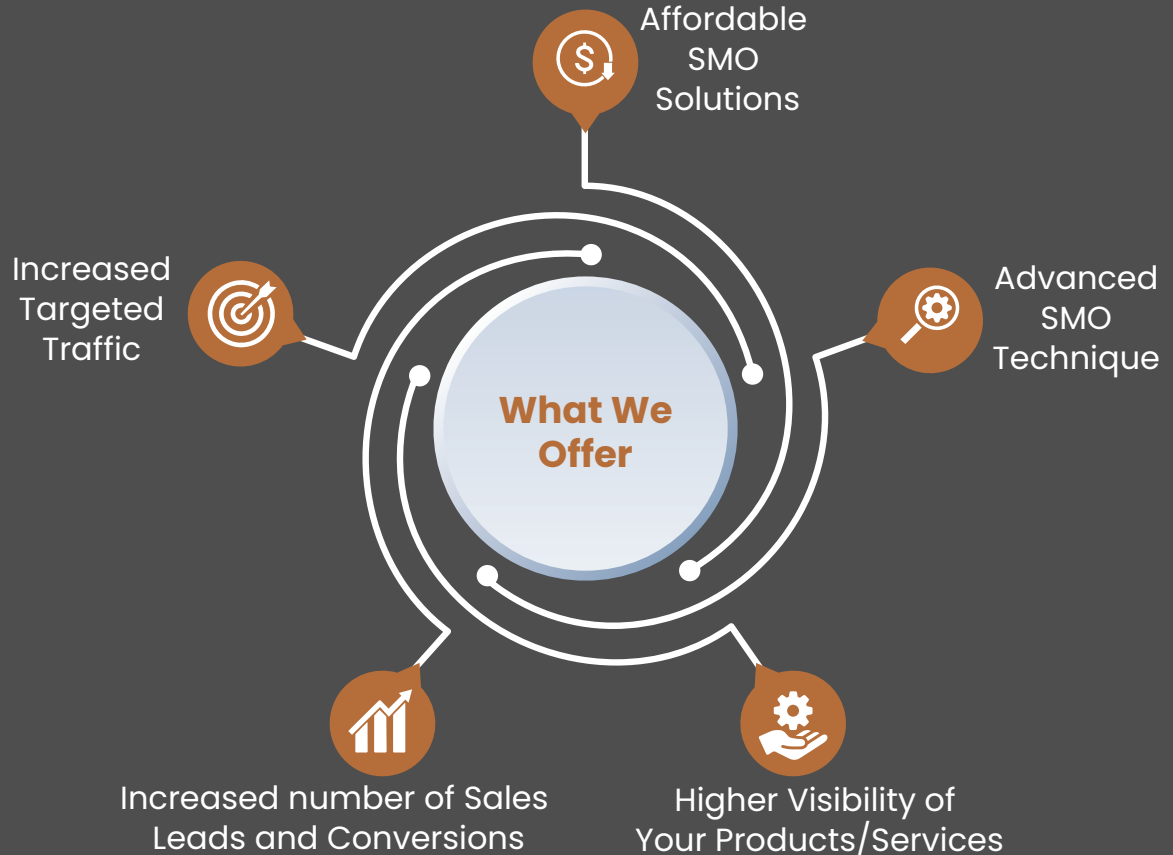 Affordable
SMO
Solutions
Increased
Targeted
Traffic
Advanced
SMO
Technique
What We
Offer
Increased number of Sales
Leads and Conversions
Higher Visibility of
Your Products/Services